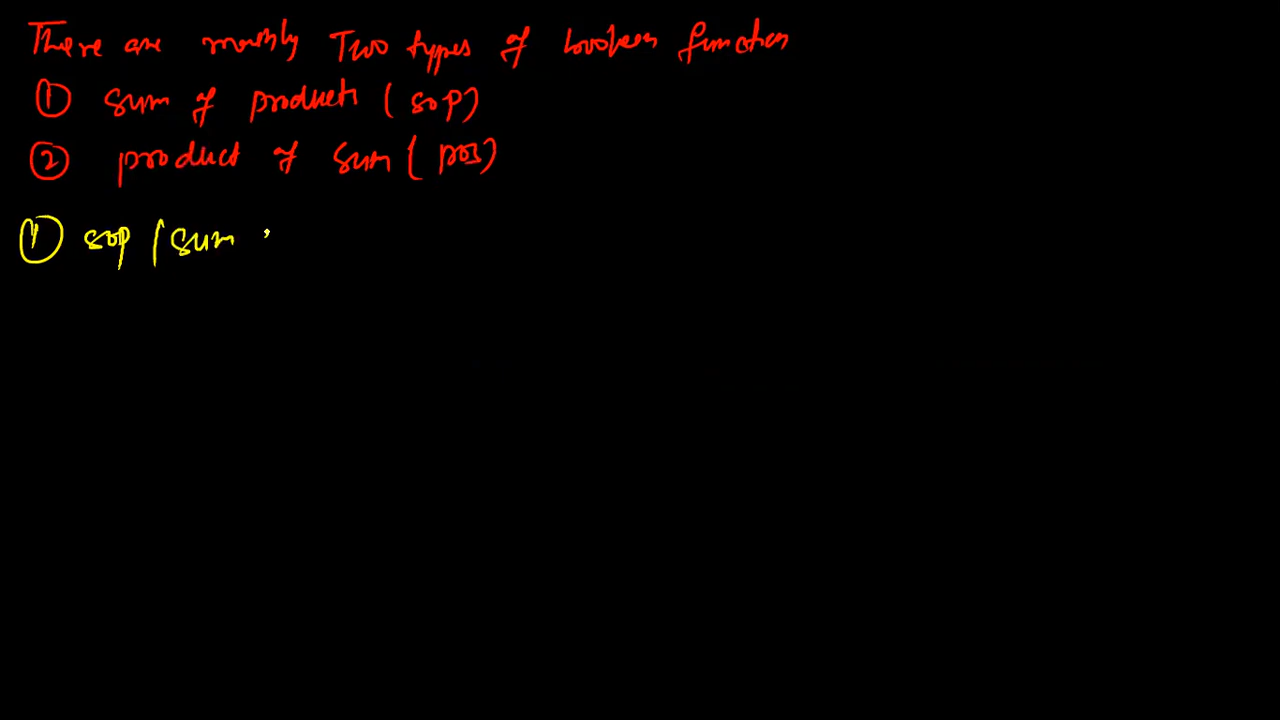 There are mostly Two types of boolean function
① sum of products (sop)
② product of sum (pos)
① sop (sum